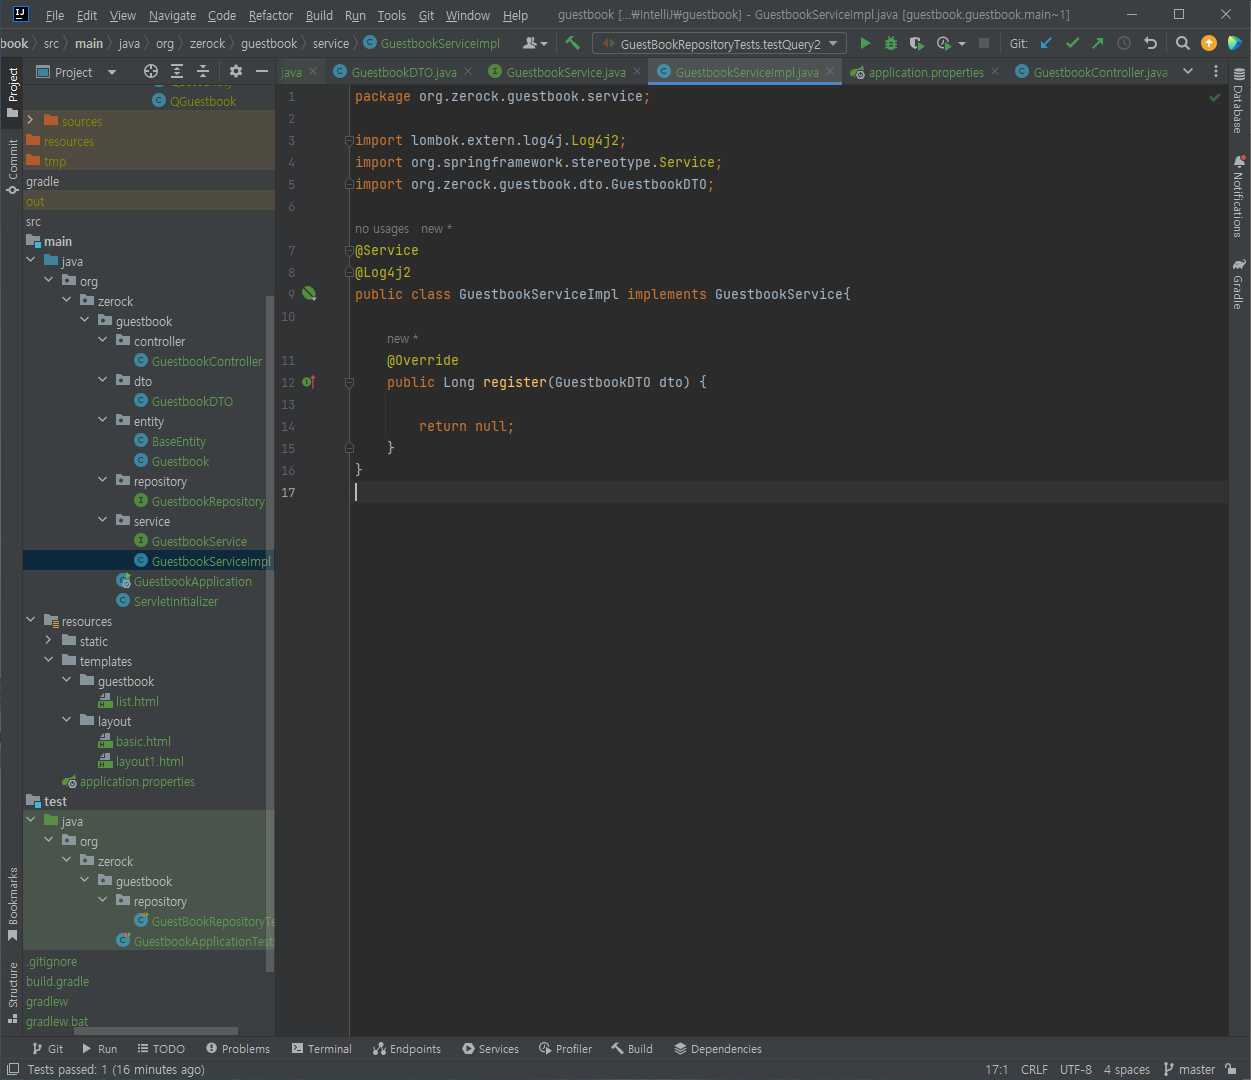 File Edit View Navigate Code Refactor Build Run Tools Git Window Help guestbook [...₩IntelliJ₩guestbook] - GuestbookServiceImpl.java [guestbook.guestbook.main~1]
book src main java org zerock guestbook service GuestbookServiceImpl GuestBookRepositoryTests.testQuery2 Git:
Project
java GuestbookDTO.java GuestbookService.java GuestbookServiceImpl.java application.properties GuestbookController.java
Project
Commit
Bookmarks
Structure
QGuestbook
sources
resources
tmp
gradle
out
src
main
java
org
zerock
guestbook
controller
GuestbookController
dto
GuestbookDTO
entity
BaseEntity
Guestbook
repository
GuestbookRepository
service
GuestbookService
GuestbookServiceImpl
GuestbookApplication
ServletInitializer
resources
static
templates
guestbook
list.html
layout
basic.html
layout1.html
application.properties
test
java
org
zerock
guestbook
repository
GuestBookRepositoryTe
GuestbookApplicationTests
.gitignore
build.gradle
gradlew
gradlew.bat
1 package org.zerock.guestbook.service;
2
3 import lombok.extern.log4j.Log4j2;
4 import org.springframework.stereotype.Service;
5 import org.zerock.guestbook.dto.GuestbookDTO;
6
no usages new *
7 @Service
8 @Log4j2
9 public class GuestbookServiceImpl implements GuestbookService{
10
new *
11 @Override
12 public Long register(GuestbookDTO dto) {
13
14 return null;
15 }
16 }
17
Database
Notifications
Gradle
Git Run TODO Problems Terminal Endpoints Services Profiler Build Dependencies
Tests passed: 1 (16 minutes ago) 17:1 CRLF UTF-8 4 spaces master